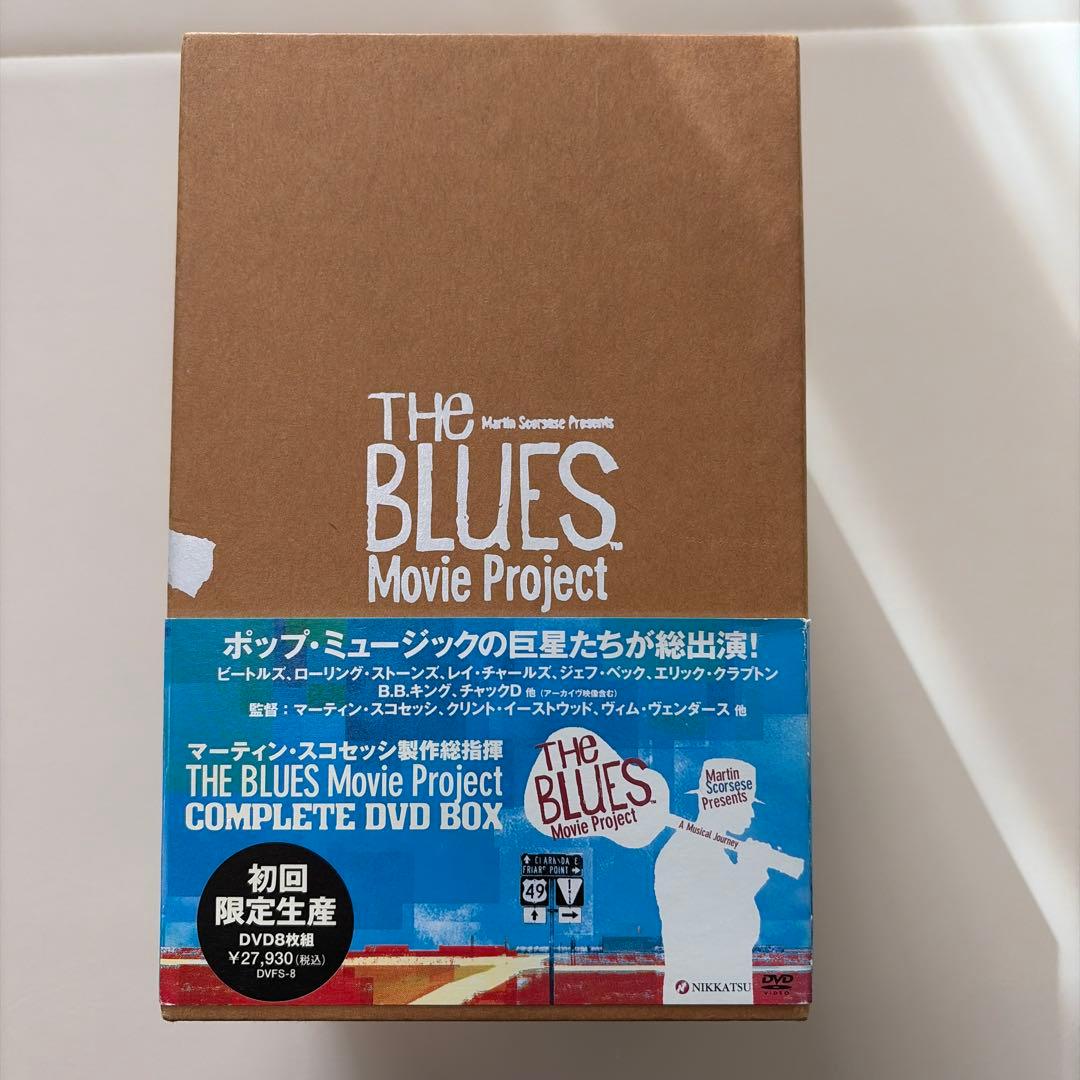 THe Martin Scorsese Presents
BLUES™
Movie Project
ポップ・ミュージックの巨星たちが総出演!
ビートルズ、ローリング・ストーンズ、レイ・チャールズ、ジェフ・ベック、エリック・クラプトン
B.B.キング、チャックD 他(アーカイヴ映像含む)
監督:マーティン・スコセッシ、クリント・イーストウッド、ヴィム・ヴェンダース 他
マーティン・スコセッシ製作総指揮
THE BLUES Movie Project
COMPLETE DVD BOX
THe
BLUES™
Movie Project
Martin
Scorsese
Presents
A Musical Journey
FRIARS POINT
49
初回
限定生産
DVD8枚組
¥27,930(税込)
DVFS-8
NIKKATSU
DVD
VIDEO